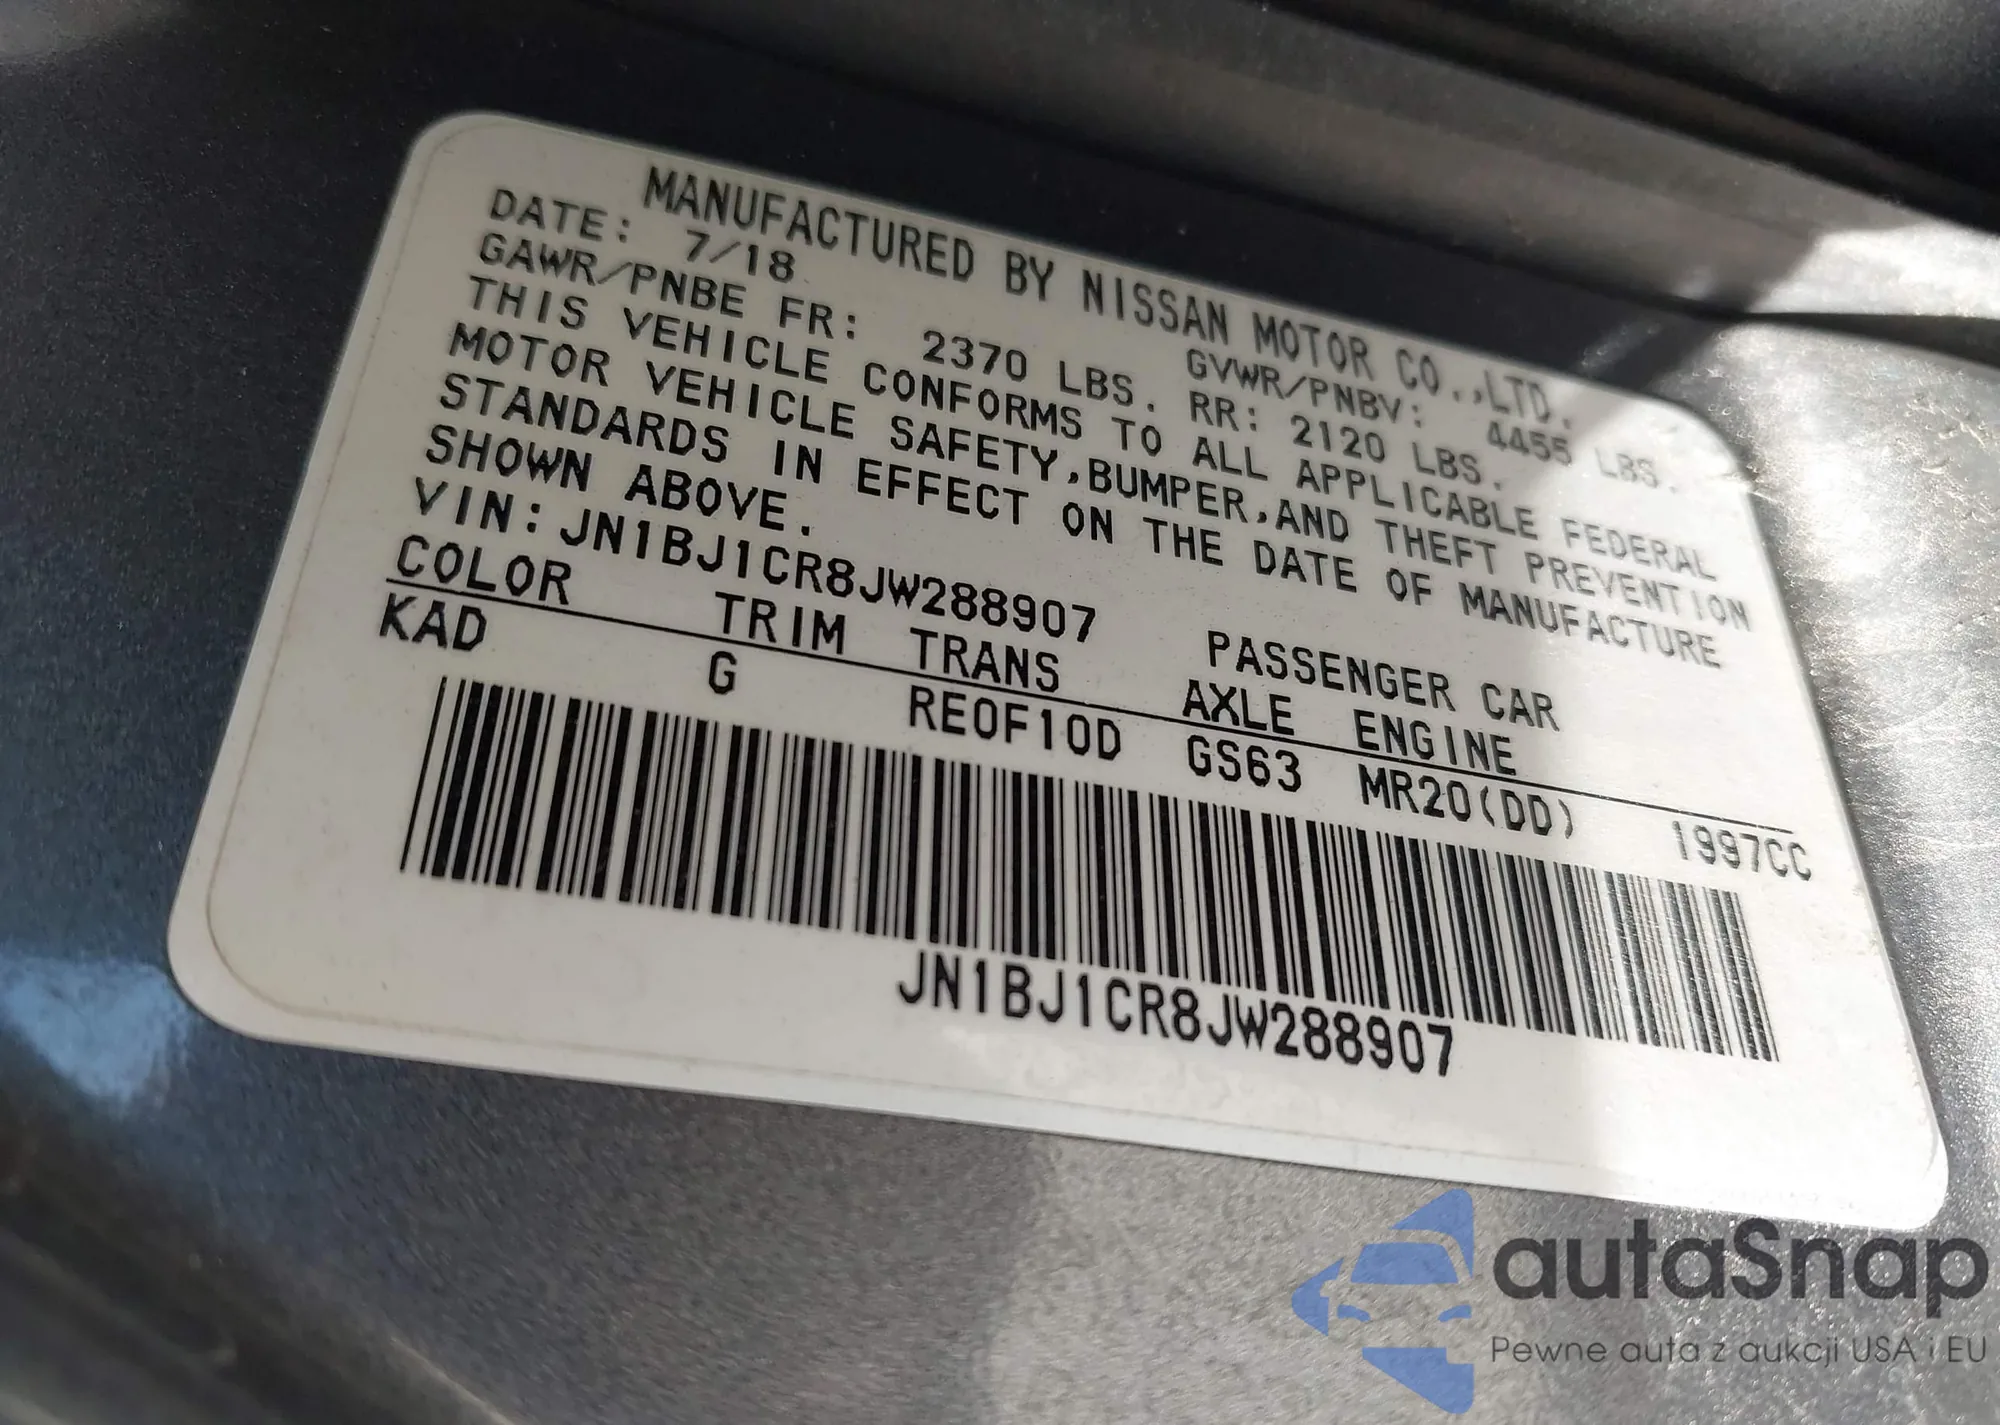 MANUFACTURED BY NISSAN MOTOR CO.,LTD.
DATE: 7/18 GVWR/PNBV: 4455 LBS.
GAWR/PNBE FR: 2370 LBS. RR: 2120 LBS.
THIS VEHICLE CONFORMS TO ALL APPLICABLE FEDERAL
MOTOR VEHICLE SAFETY,BUMPER,AND THEFT PREVENTION
STANDARDS IN EFFECT ON THE DATE OF MANUFACTURE
SHOWN ABOVE.
VIN:JN1BJ1CR8JW288907 PASSENGER CAR
COLOR TRIM TRANS AXLE ENGINE
KAD G RE0F10D GS63 MR20(DD) 1997CC
JN1BJ1CR8JW288907
autaSnap
Pewne auta z aukcji USA i EU